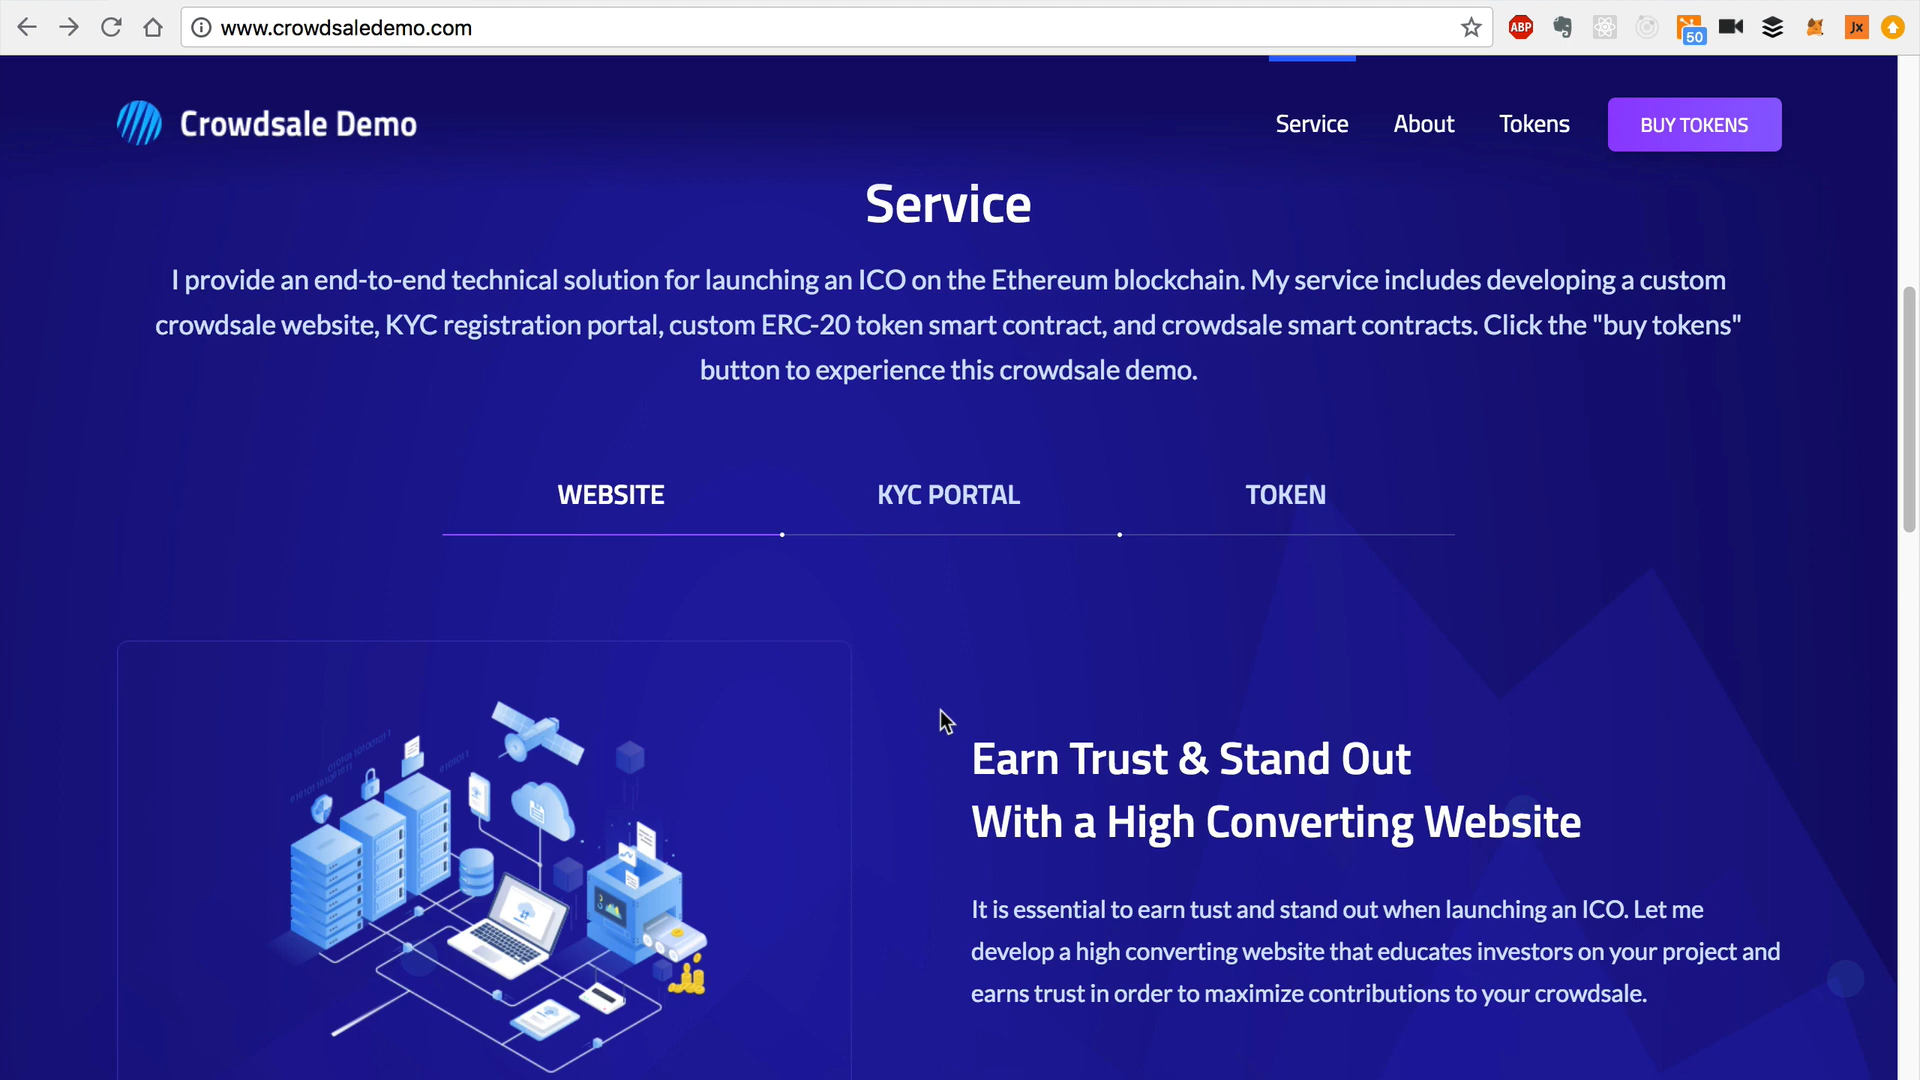 www.crowdsaledemo.com
ABP
50
Jx
Crowdsale Demo
Service
About
Tokens
BUY TOKENS
Service
I provide an end-to-end technical solution for launching an ICO on the Ethereum blockchain. My service includes developing a custom
crowdsale website, KYC registration portal, custom ERC-20 token smart contract, and crowdsale smart contracts. Click the "buy tokens"
button to experience this crowdsale demo.
WEBSITE
KYC PORTAL
TOKEN
Earn Trust & Stand Out
With a High Converting Website
It is essential to earn tust and stand out when launching an ICO. Let me
develop a high converting website that educates investors on your project and
earns trust in order to maximize contributions to your crowdsale.